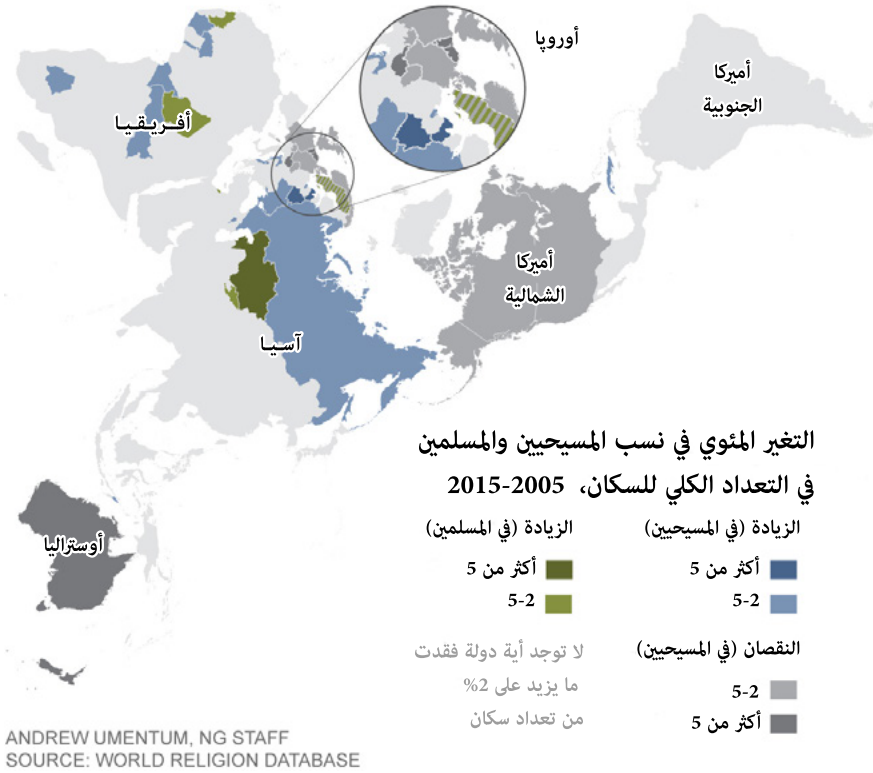 أوروپا
أميركا
الجنوبية
أفـريـقـيـا
أميركا
الشمالية
آسـيـا
أوستراليا
التغير المئوي في نسب المسيحيين والمسلمين
في التعداد الكلي للسكان، 2005-2015
الزيادة (في المسيحيين)
أكثر من 5
5-2
النقصان (في المسيحيين)
5-2
أكثر من 5
الزيادة (في المسلمين)
أكثر من 5
5-2
لا توجد أية دولة فقدت
ما يزيد على 2%
من تعداد سكان
ANDREW UMENTUM, NG STAFF
SOURCE: WORLD RELIGION DATABASE